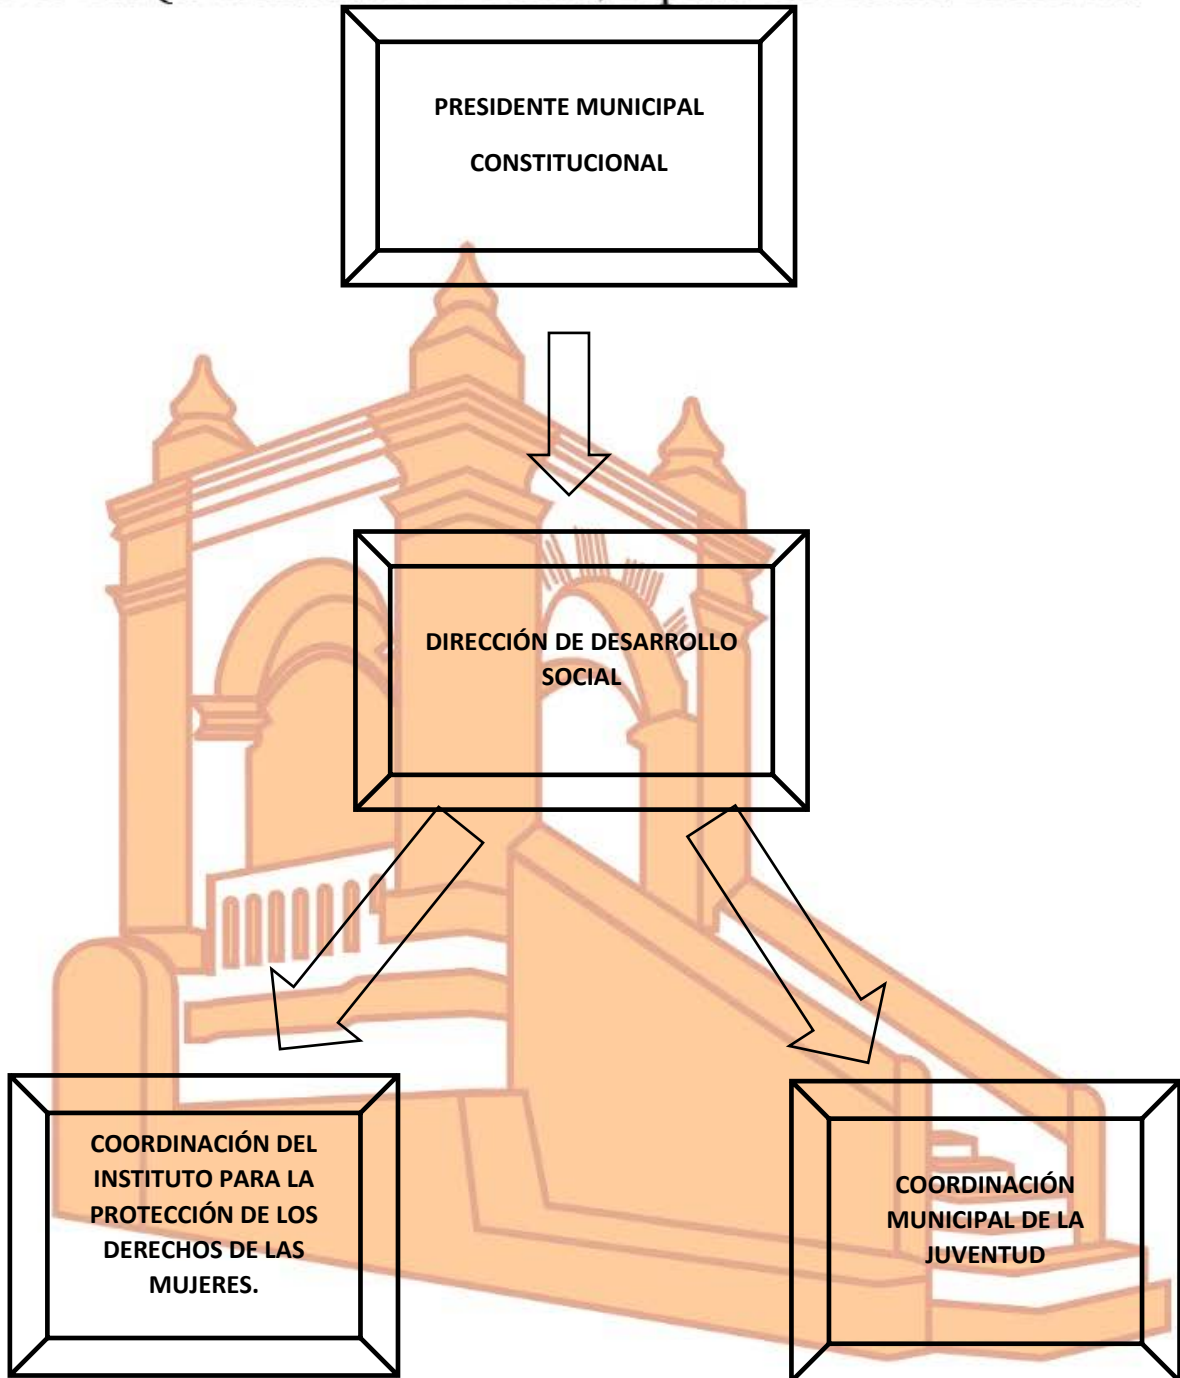 PRESIDENTE MUNICIPAL
CONSTITUCIONAL
DIRECCIÓN DE DESARROLLO
SOCIAL
COORDINACIÓN DEL
INSTITUTO PARA LA
PROTECCIÓN DE LOS
DERECHOS DE LAS
MUJERES.
COORDINACIÓN
MUNICIPAL DE LA
JUVENTUD